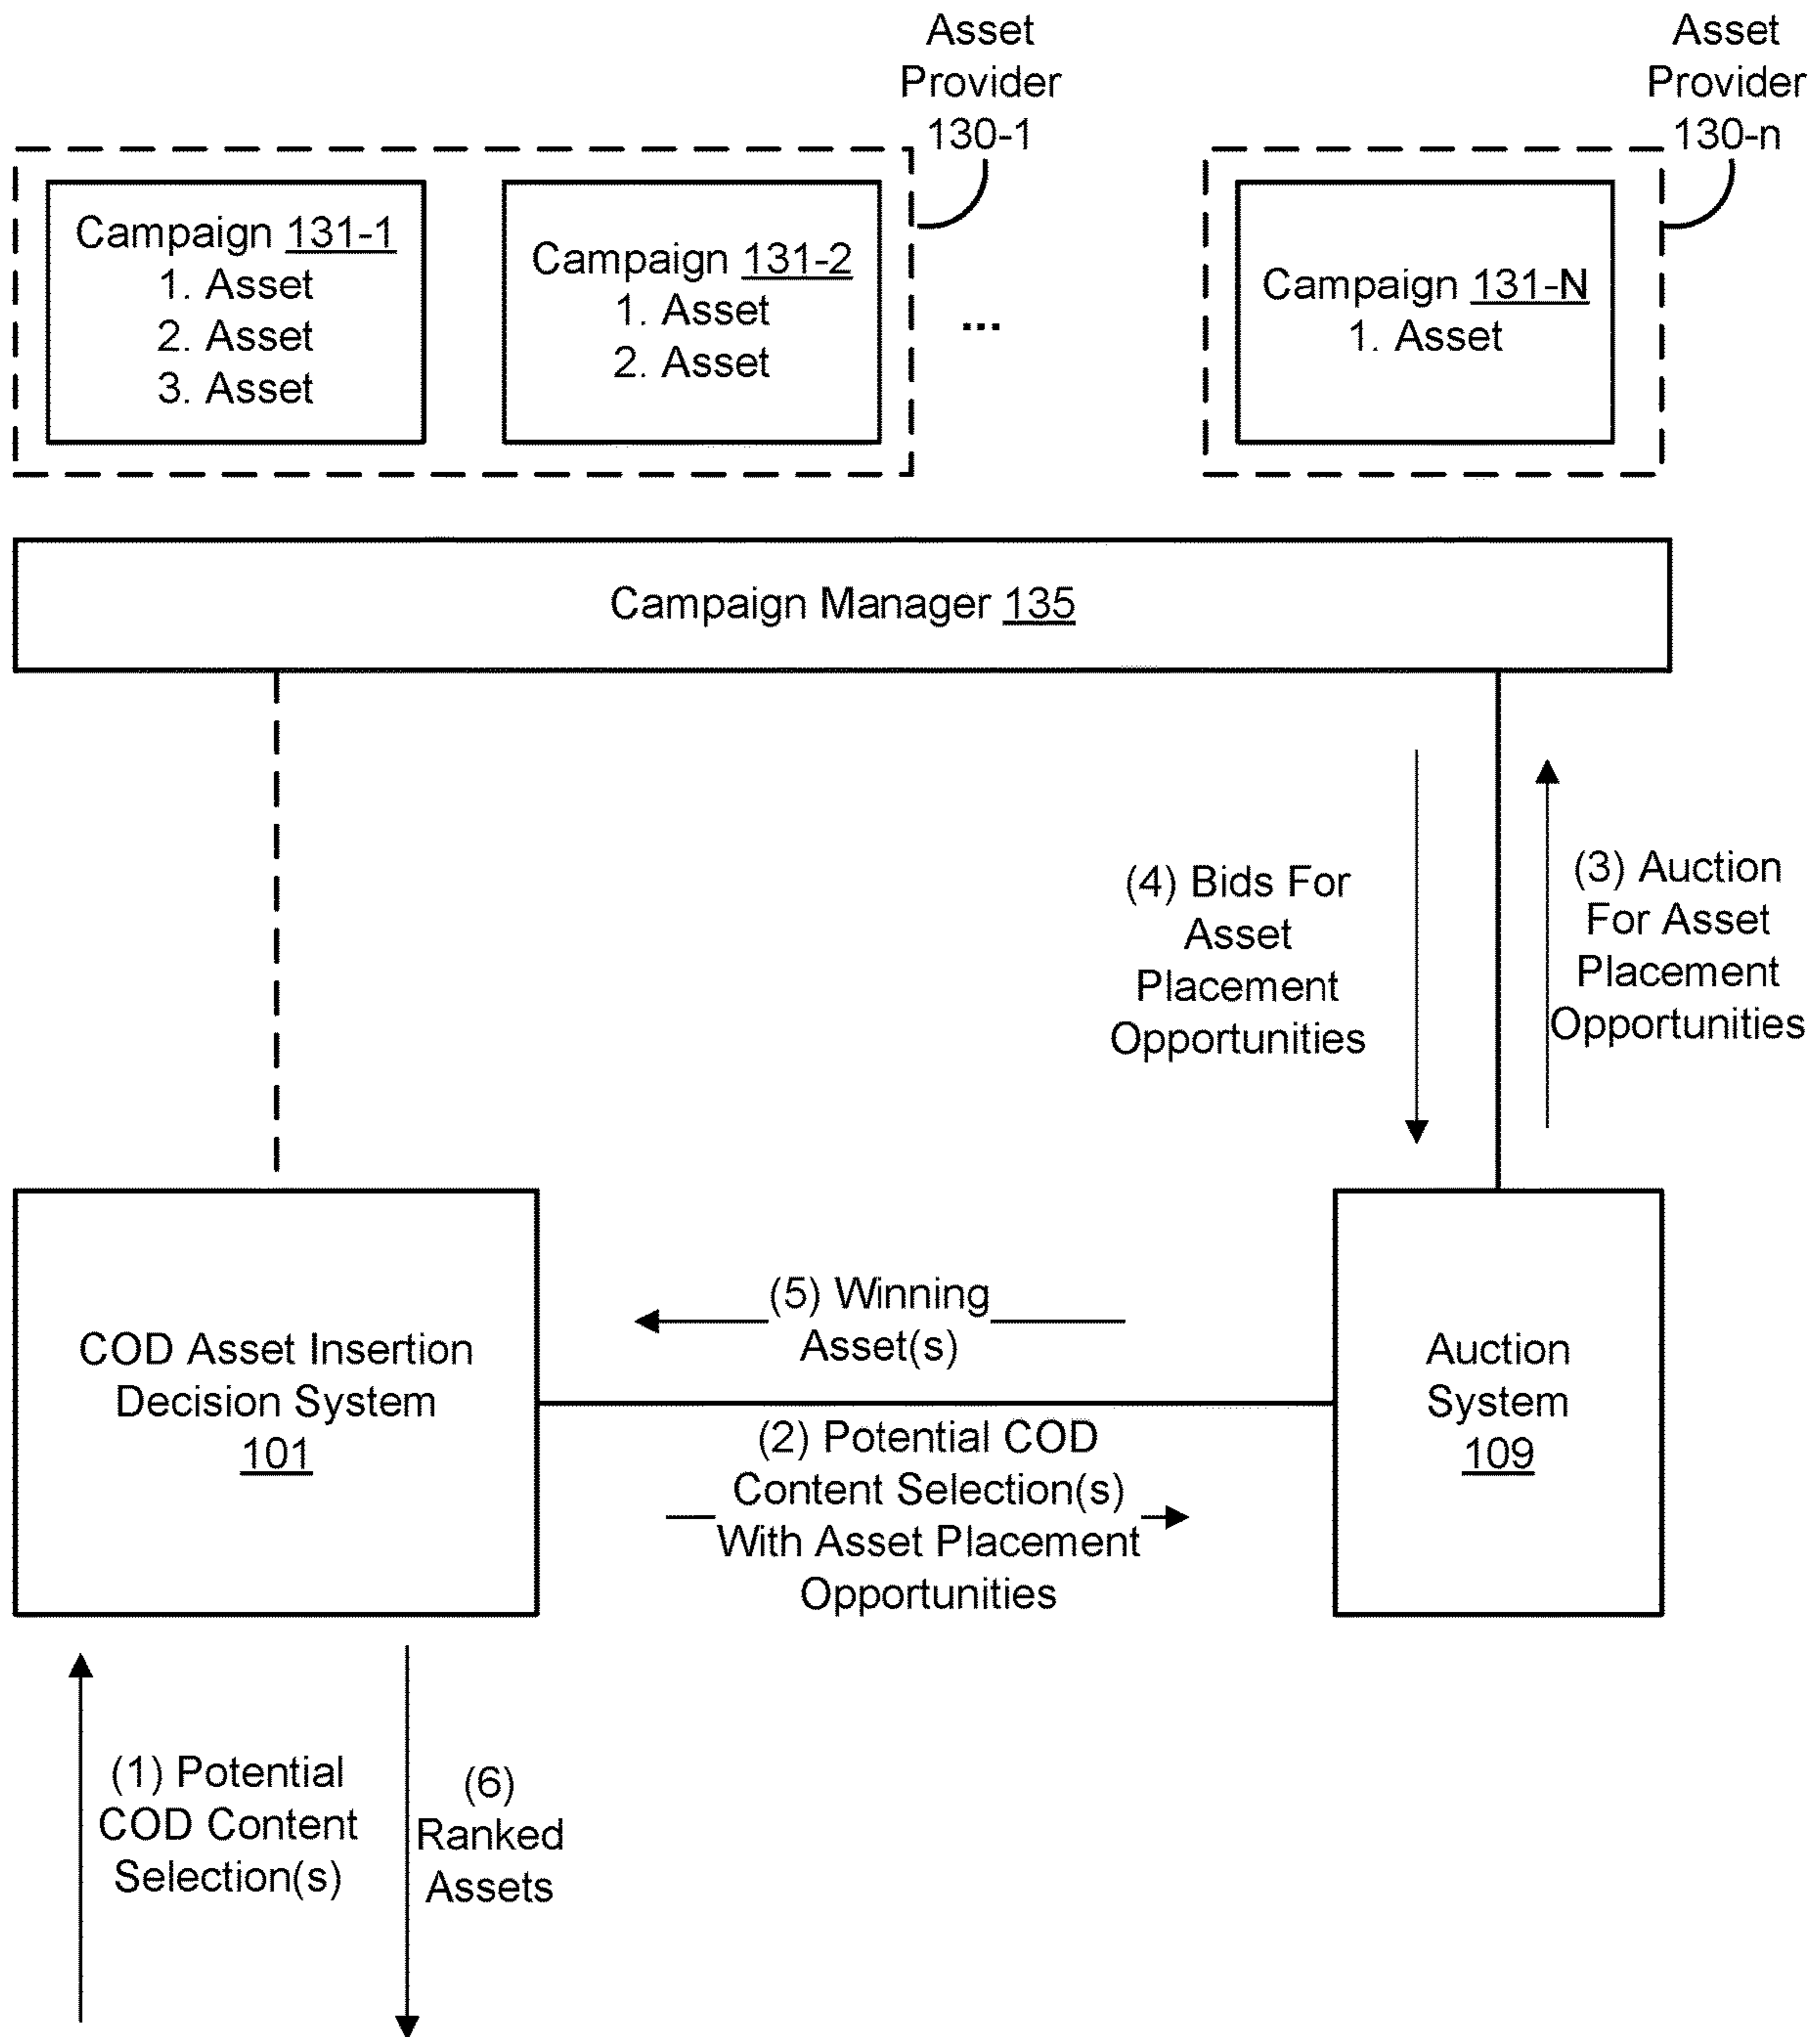 Asset
Provider
130-1
Asset
Provider
130-n
Campaign 131-1
1. Asset
2. Asset
3. Asset
Campaign 131-2
1. Asset
2. Asset
...
Campaign 131-N
1. Asset
Campaign Manager 135
(4) Bids For
Asset
Placement
Opportunities
(3) Auction
For Asset
Placement
Opportunities
COD Asset Insertion
Decision System
101
(5) Winning
Asset(s)
(2) Potential COD
Content Selection(s)
With Asset Placement
Opportunities
Auction
System
109
(1) Potential
COD Content
Selection(s)
(6)
Ranked
Assets